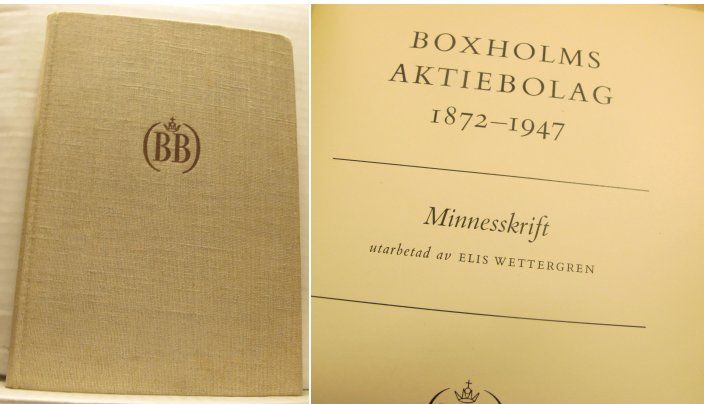 (BB)
BOXHOLMS
AKTIEBOLAG
1872–1947
Minnesskrift
utarbetad av ELIS WETTERGREN